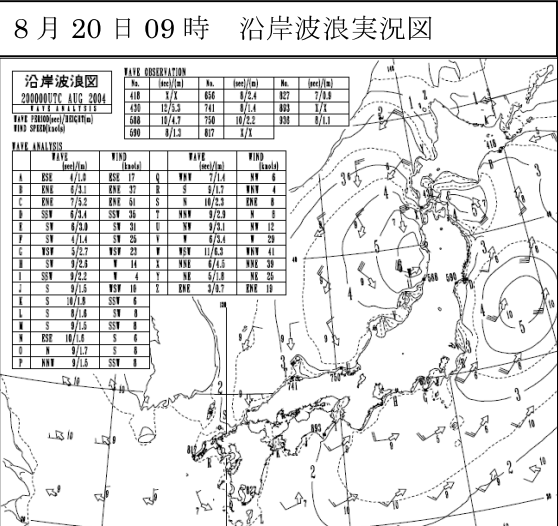 8月20日09時 沿岸波浪実況図
沿岸波浪図
200000UTC AUG 2004
WAVE ANALYSIS
WAVE PERIOD(sec)/HEIGHT(m)
WIND SPEED(knots)
WAVE OBSERVATION
No. (sec)/(m) No. (sec)/(m) No. (sec)/(m)
418 X/X 656 8/2.4 827 7/0.9
430 12/5.3 741 8/1.4 893 X/X
588 10/4.7 750 10/2.2 936 8/1.1
590 8/1.3 817 X/X
WAVE ANALYSIS
WAVE WIND WAVE WIND
(sec)/(m) (knots) (sec)/(m) (knots)
A ESE 4/1.0 ESE 17 Q WNW 7/1.4 NW 6
B ENE 6/3.1 ENE 37 R S 9/1.7 WNW 4
C ENE 7/5.2 ENE 51 S N 10/2.3 ENE 8
D SSW 6/3.4 SSW 35 T NNW 9/2.9 N 8
E SW 6/3.0 SW 31 U NW 9/3.1 NW 12
F SW 4/1.4 SW 25 V W 6/3.4 W 29
G WSW 5/2.7 WSW 23 W WSW 11/6.3 WNW 41
H SW 9/2.6 W 14 X NNE 6/4.5 NNE 39
I SSW 9/2.2 W 4 Y NE 5/1.8 NE 25
J S 9/1.5 WSW 10 Z ENE 3/0.7 ENE 19
K S 10/1.8 SSW 6
L S 8/1.6 SW 8
M S 9/1.5 SSW 8
N ESE 10/1.6 S 6
O N 9/1.7 S 8
P NNW 9/1.5 SSW 8